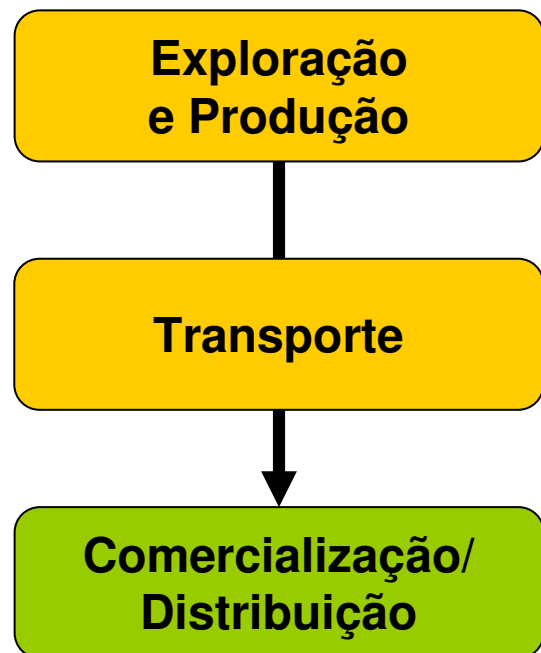 Exploração
e Produção
Transporte
Comercialização/
Distribuição